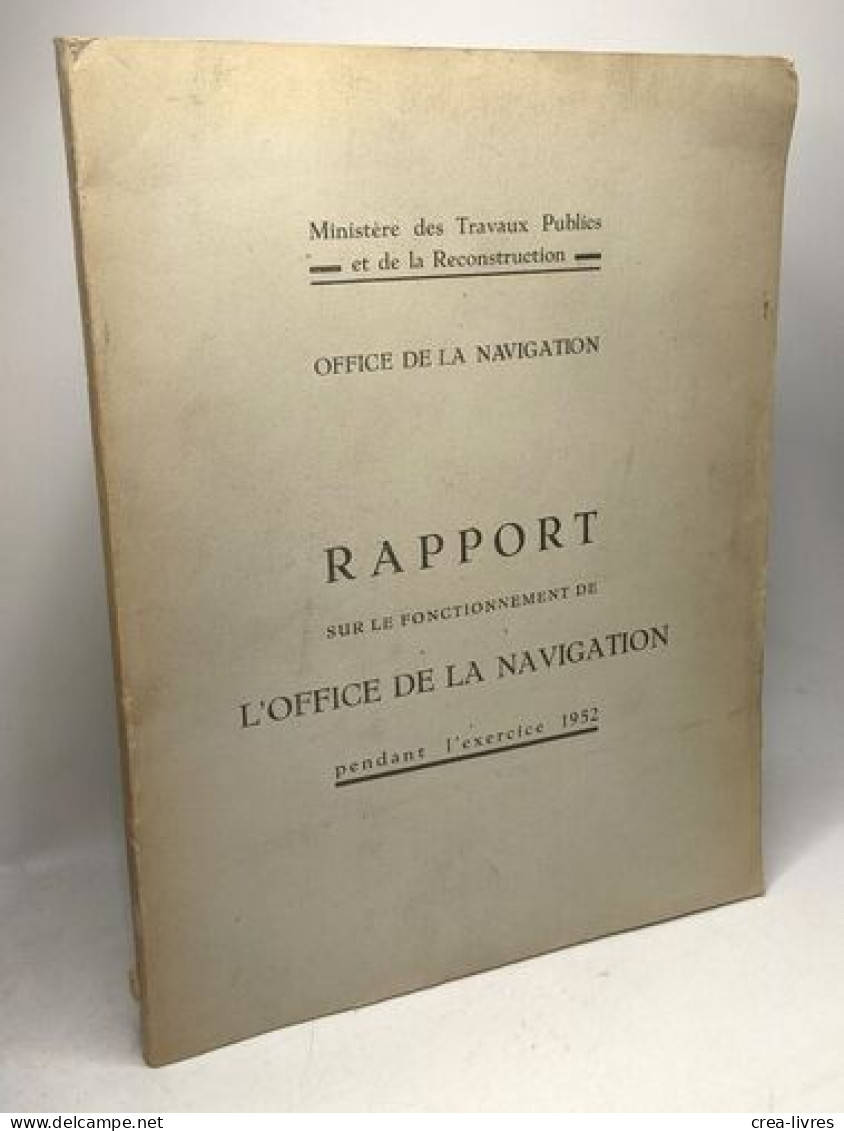 Ministère des Travaux Publics
et de la Reconstruction
OFFICE DE LA NAVIGATION
RAPPORT
SUR LE FONCTIONNEMENT DE
L'OFFICE DE LA NAVIGATION
pendant l'exercice 1952
delcampe.net
crea-livres